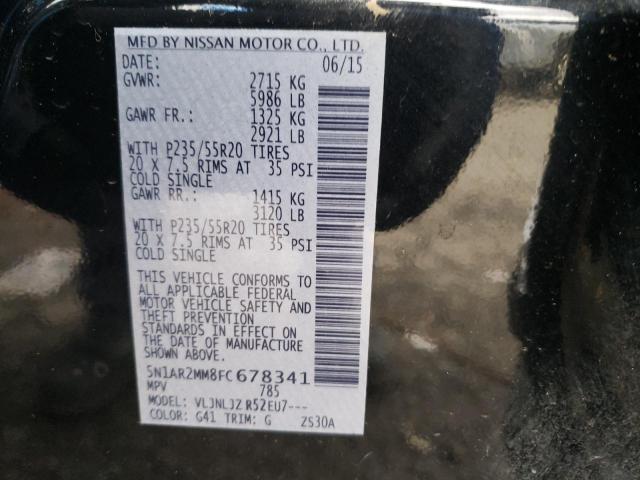 MFD BY NISSAN MOTOR CO., LTD.
DATE: 06/15
GVWR: 2715 KG
5986 LB
GAWR FR.: 1325 KG
2921 LB
WITH P235/55R20 TIRES
20 X 7.5 RIMS AT 35 PSI
COLD SINGLE
GAWR RR.: 1415 KG
3120 LB
WITH P235/55R20 TIRES
20 X 7.5 RIMS AT 35 PSI
COLD SINGLE
THIS VEHICLE CONFORMS TO
ALL APPLICABLE FEDERAL
MOTOR VEHICLE SAFETY AND
THEFT PREVENTION
STANDARDS IN EFFECT ON
THE DATE OF MANUFACTURE
SHOWN ABOVE.
5N1AR2MM8FC678341
MPV 785
MODEL: VLJNLJZ R52EU7---
COLOR: G41 TRIM: G ZS30A